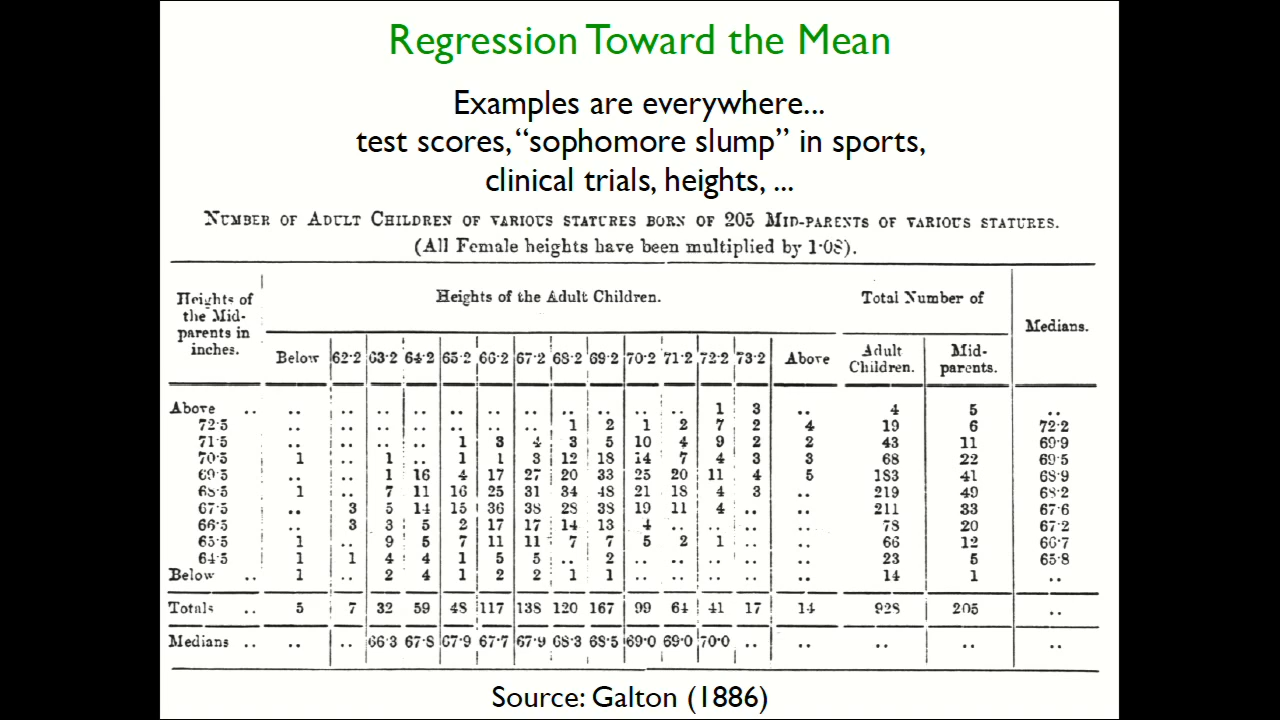 Regression Toward the Mean
Examples are everywhere...
test scores, “sophomore slump” in sports,
clinical trials, heights, ...
NUMBER OF ADULT CHILDREN OF VARIOUS STATURES BORN OF 205 MID-PARENTS OF VARIOUS STATURES.
(All Female heights have been multiplied by 1·08).
Heights of the Mid-parents in inches. Heights of the Adult Children. Total Number of Medians.
Below 62·2 63·2 64·2 65·2 66·2 67·2 68·2 69·2 70·2 71·2 72·2 73·2 Above Adult Children. Mid-parents.
Above .. .. .. .. .. .. .. .. .. .. .. .. 1 3 .. 4 5 ..
72·5 .. .. .. .. .. .. .. 1 2 1 2 7 2 4 19 6 72·2
71·5 .. .. .. .. 1 3 4 3 5 10 4 9 2 2 43 11 69·9
70·5 1 .. 1 .. 1 1 3 12 18 14 7 4 3 3 68 22 69·5
69·5 .. .. 1 16 4 17 27 20 33 25 20 11 4 5 183 41 68·9
68·5 1 .. 7 11 16 25 31 34 48 21 18 4 3 .. 219 49 68·2
67·5 .. 3 5 14 15 36 38 28 38 19 11 4 .. .. 211 33 67·6
66·5 .. 3 3 5 2 17 17 14 13 4 .. .. .. .. 78 20 67·2
65·5 1 .. 9 5 7 11 11 7 7 5 2 1 .. .. 66 12 66·7
64·5 1 1 4 4 1 5 5 .. 2 .. .. .. .. .. 23 5 65·8
Below .. 1 .. 2 4 1 2 2 1 1 .. .. .. .. .. 14 1 ..
Totals .. 5 7 32 59 48 117 138 120 167 99 64 41 17 14 928 205 ..
Medians .. .. .. 66·3 67·8 67·9 67·7 67·9 68·3 68·5 69·0 69·0 70·0 .. .. .. .. ..
Source: Galton (1886)